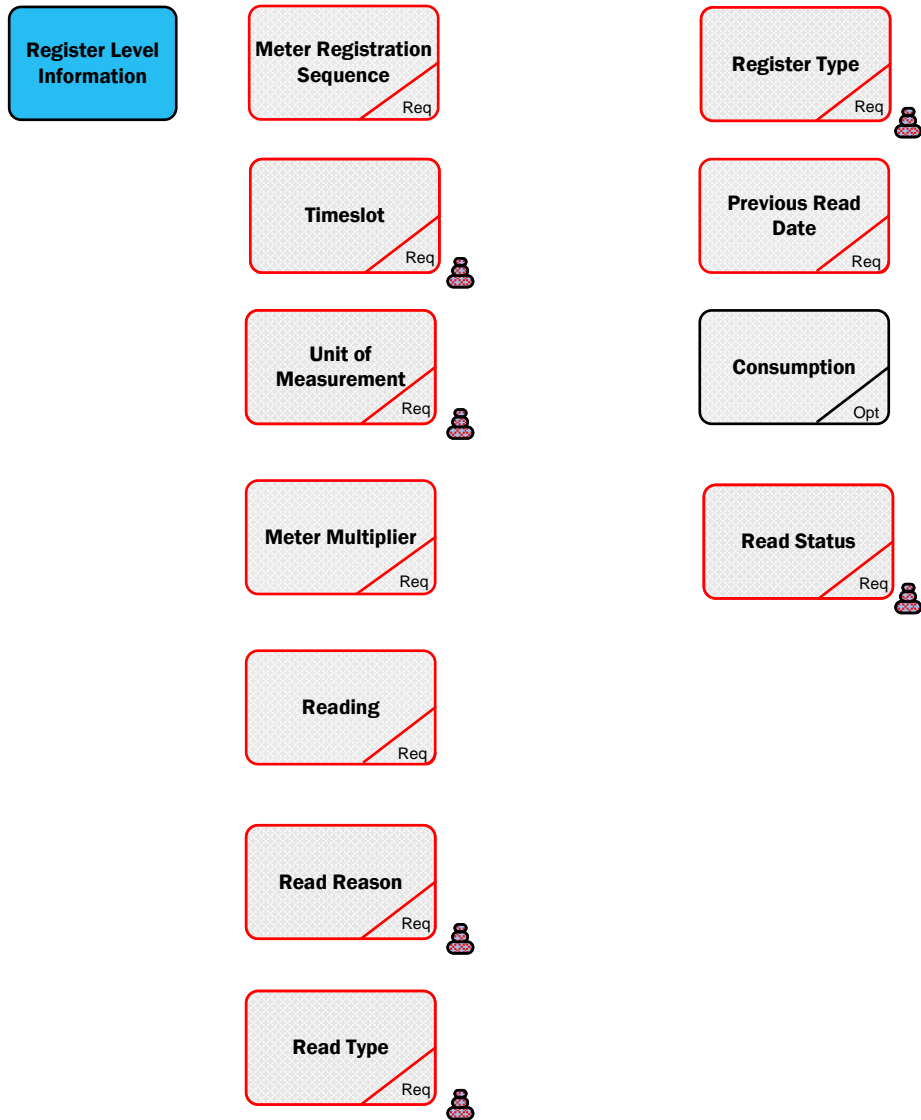 Register Level
Information
Meter Registration
Sequence
Req
Register Type
Req
Timeslot
Req
Previous Read
Date
Req
Unit of
Measurement
Req
Consumption
Opt
Meter Multiplier
Req
Read Status
Req
Reading
Req
Read Reason
Req
Read Type
Req